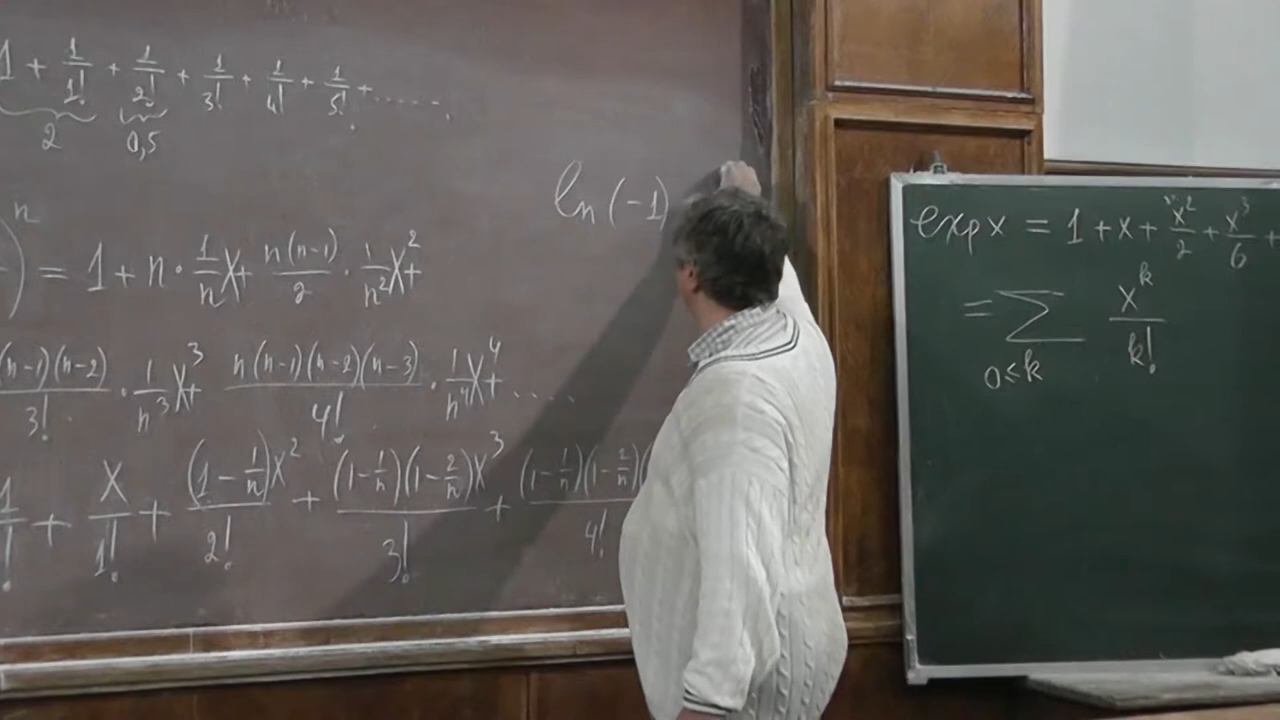 1 + 1/1! + 1/2! + 1/3! + 1/4! + 1/5! + .....
2 0,5
)ⁿ = 1 + n · 1/n x + n(n-1)/2 · 1/n² x² +
(n-1)(n-2)/3! · 1/n³ x³ + n(n-1)(n-2)(n-3)/4! · 1/n⁴ x⁴ + ....
1/! + x/1! + (1-1/n)x²/2! + (1-1/n)(1-2/n)x³/3! + (1-1/n)(1-2/n)(/4!
ln(-1)
exp x = 1 + x + x²/2 + x³/6 +
= ∑ 0≤k x^k/k!